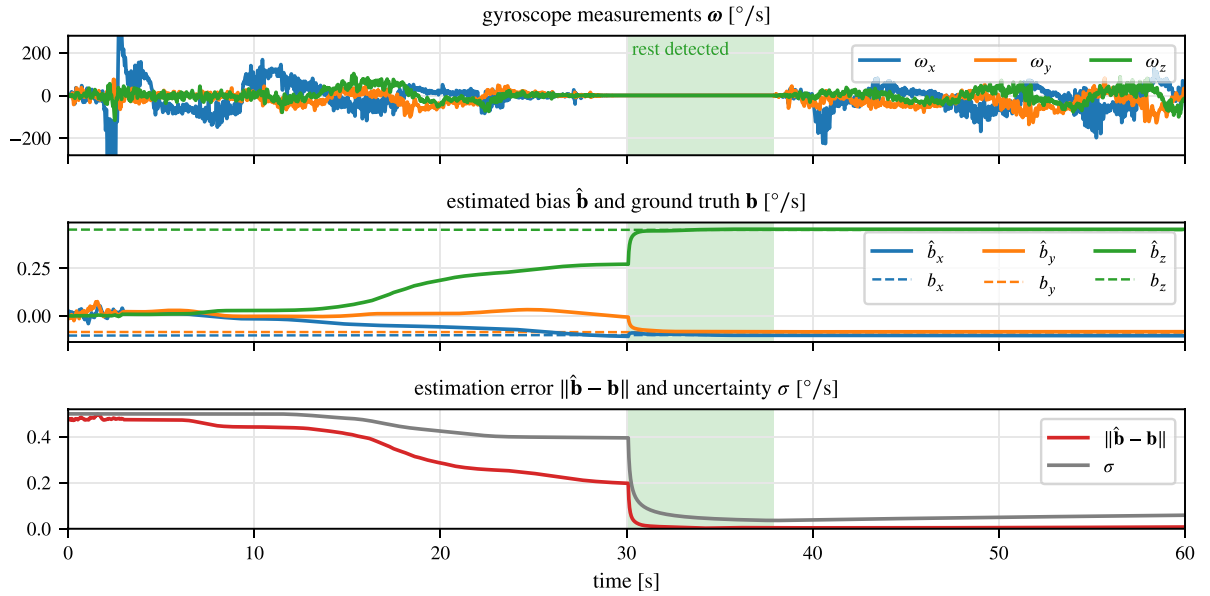 gyroscope measurements ω [°/s]
200
0
−200
rest detected
ω_x ω_y ω_z
estimated bias b̂ and ground truth b [°/s]
0.25
0.00
b̂_x b̂_y b̂_z
b_x b_y b_z
estimation error ‖b̂ − b‖ and uncertainty σ [°/s]
0.4
0.2
0.0
‖b̂ − b‖
σ
0 10 20 30 40 50 60
time [s]